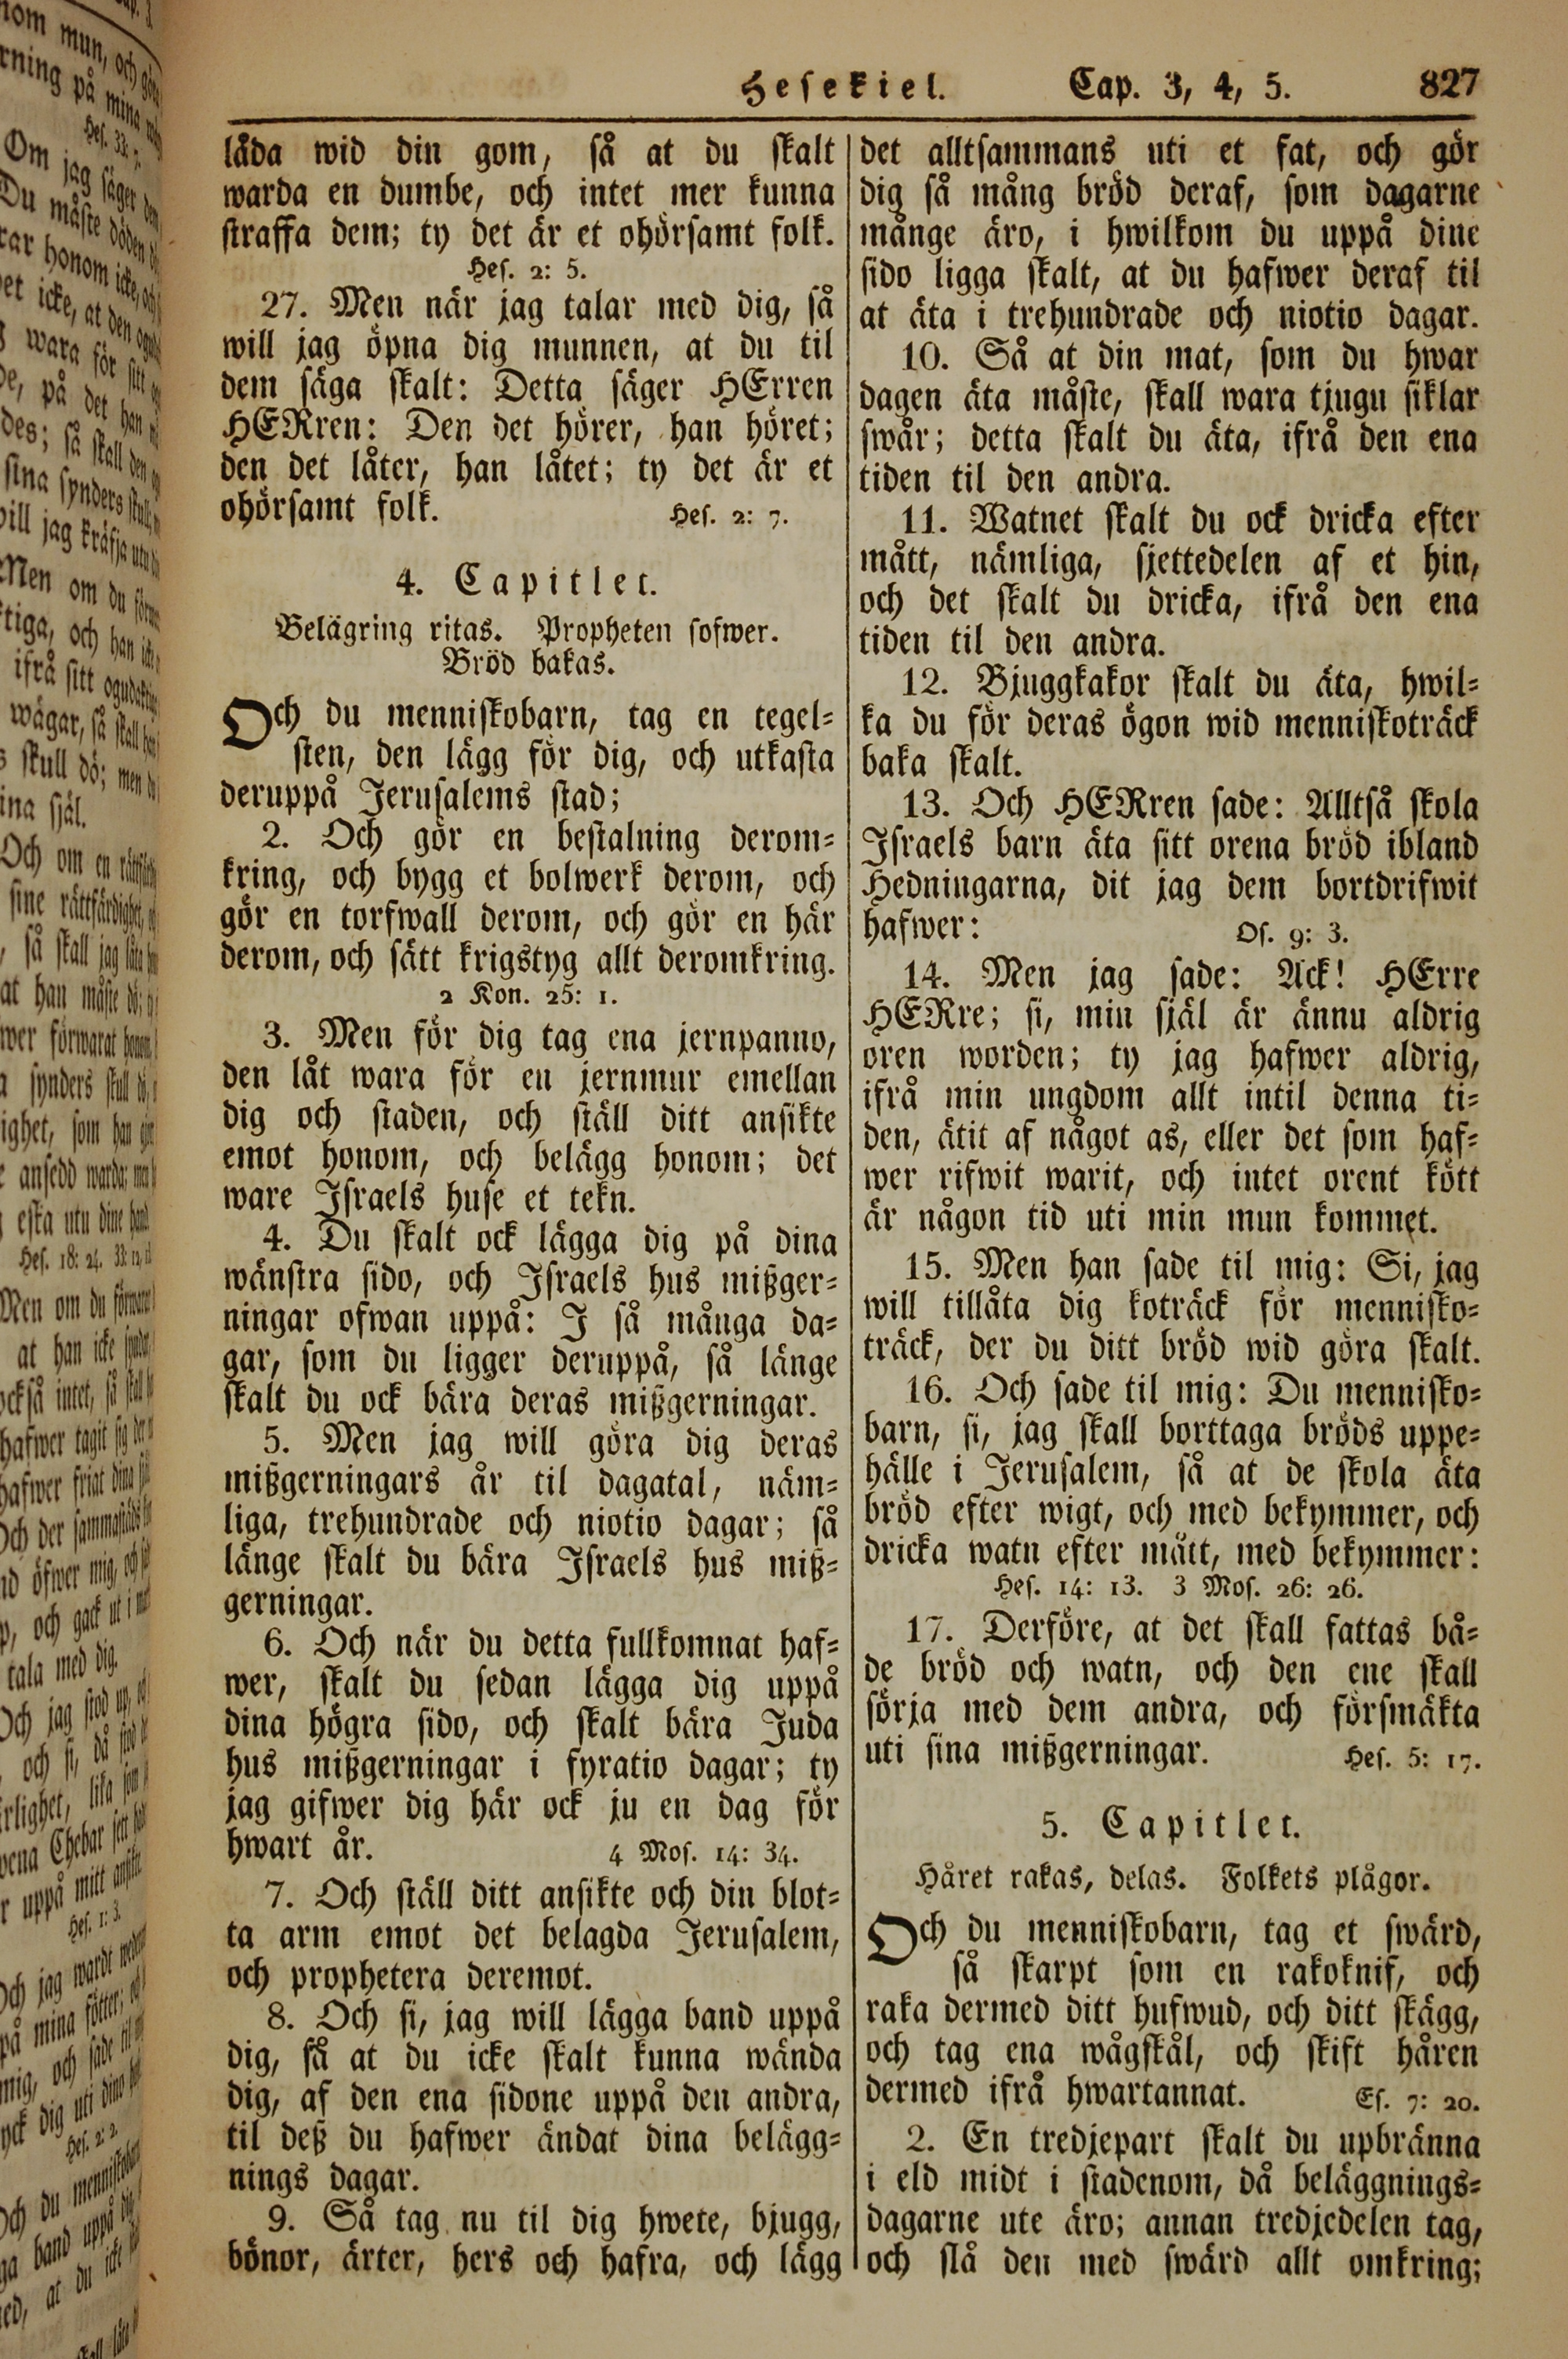 Hesekiel. Cap. 3, 4, 5. 827
låda wid din gom, så at du skalt
warda en dumbe, och intet mer kunna
straffa dem; ty det är et ohörsamt folk.
Hes. 2: 5.
27. Men när jag talar med dig, så
will jag öpna dig munnen, at du til
dem säga skalt: Detta säger HErren
HERren: Den det hörer, han höret;
den det låter, han låtet; ty det är et
ohörsamt folk. Hes. 2: 7.
4. Capitlet.
Belägring ritas. Propheten sofwer.
Bröd bakas.
Och du menniskobarn, tag en tegel=
sten, den lägg för dig, och utkasta
deruppå Jerusalems stad;
2. Och gör en bestalning derom=
kring, och bygg et bolwerk derom, och
gör en torfwall derom, och gör en här
derom, och sätt krigstyg allt deromkring.
2 Kon. 25: 1.
3. Men för dig tag ena jernpanno,
den låt wara för en jernmur emellan
dig och staden, och ställ ditt ansikte
emot honom, och belägg honom; det
ware Israels huse et tekn.
4. Du skalt ock lägga dig på dina
wänstra sido, och Israels hus mißger=
ningar ofwan uppå: I så många da=
gar, som du ligger deruppå, så länge
skalt du ock bära deras mißgerningar.
5. Men jag will göra dig deras
mißgerningars år til dagatal, näm=
liga, trehundrade och niotio dagar; så
länge skalt du bära Israels hus miß=
gerningar.
6. Och när du detta fullkomnat haf=
wer, skalt du sedan lägga dig uppå
dina högra sido, och skalt bära Juda
hus mißgerningar i fyratio dagar; ty
jag gifwer dig här ock ju en dag för
hwart år. 4 Mos. 14: 34.
7. Och ställ ditt ansikte och din blot=
ta arm emot det belagda Jerusalem,
och prophetera deremot.
8. Och si, jag will lägga band uppå
dig, så at du icke skalt kunna wända
dig, af den ena sidone uppå den andra,
til deß du hafwer ändat dina belägg=
nings dagar.
9. Så tag nu til dig hwete, bjugg,
bönor, ärter, hers och hafra, och lägg
det alltsammans uti et fat, och gör
dig så mång bröd deraf, som dagarne
många äro, i hwilkom du uppå dine
sido ligga skalt, at du hafwer deraf til
at äta i trehundrade och niotio dagar.
10. Så at din mat, som du hwar
dagen äta måste, skall wara tjugu siklar
swår; detta skalt du äta, ifrå den ena
tiden til den andra.
11. Watnet skalt du ock dricka efter
mått, nämliga, sjettedelen af et hin,
och det skalt du dricka, ifrå den ena
tiden til den andra.
12. Bjuggkakor skalt du äta, hwil=
ka du för deras ögon wid menniskoträck
baka skalt.
13. Och HERren sade: Alltså skola
Israels barn äta sitt orena bröd ibland
Hedningarna, dit jag dem bortdrifwit
hafwer: Os. 9: 3.
14. Men jag sade: Ack! HErre
HERre; si, min själ är ännu aldrig
oren worden; ty jag hafwer aldrig,
ifrå min ungdom allt intil denna ti=
den, ätit af något as, eller det som haf=
wer rifwit warit, och intet orent kött
är någon tid uti min mun kommet.
15. Men han sade til mig: Si, jag
will tillåta dig koträck för mennisko=
träck, der du ditt bröd wid göra skalt.
16. Och sade til mig: Du mennisko=
barn, si, jag skall borttaga bröds uppe=
hälle i Jerusalem, så at de skola äta
bröd efter wigt, och med bekymmer, och
dricka watn efter mått, med bekymmer:
Hes. 14: 13. 3 Mos. 26: 26.
17. Derföre, at det skall fattas bå=
de bröd och watn, och den ene skall
sörja med dem andra, och försmäkta
uti sina mißgerningar. Hes. 5: 17.
5. Capitlet.
Håret rakas, delas. Folkets plågor.
Och du menniskobarn, tag et swärd,
så skarpt som en rakoknif, och
raka dermed ditt hufwud, och ditt skägg,
och tag ena wågskål, och skift håren
dermed ifrå hwartannat. Es. 7: 20.
2. En tredjepart skalt du upbränna
i eld midt i stadenom, då beläggnings=
dagarne ute äro; annan tredjedelen tag,
och slå den med swärd allt omkring;